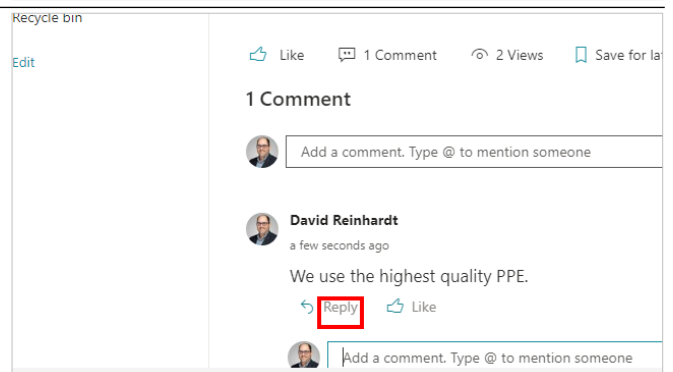 Recycle bin
Edit
Like 1 Comment 2 Views Save for la
1 Comment
Add a comment. Type @ to mention someone
David Reinhardt
a few seconds ago
We use the highest quality PPE.
Reply Like
Add a comment. Type @ to mention someone